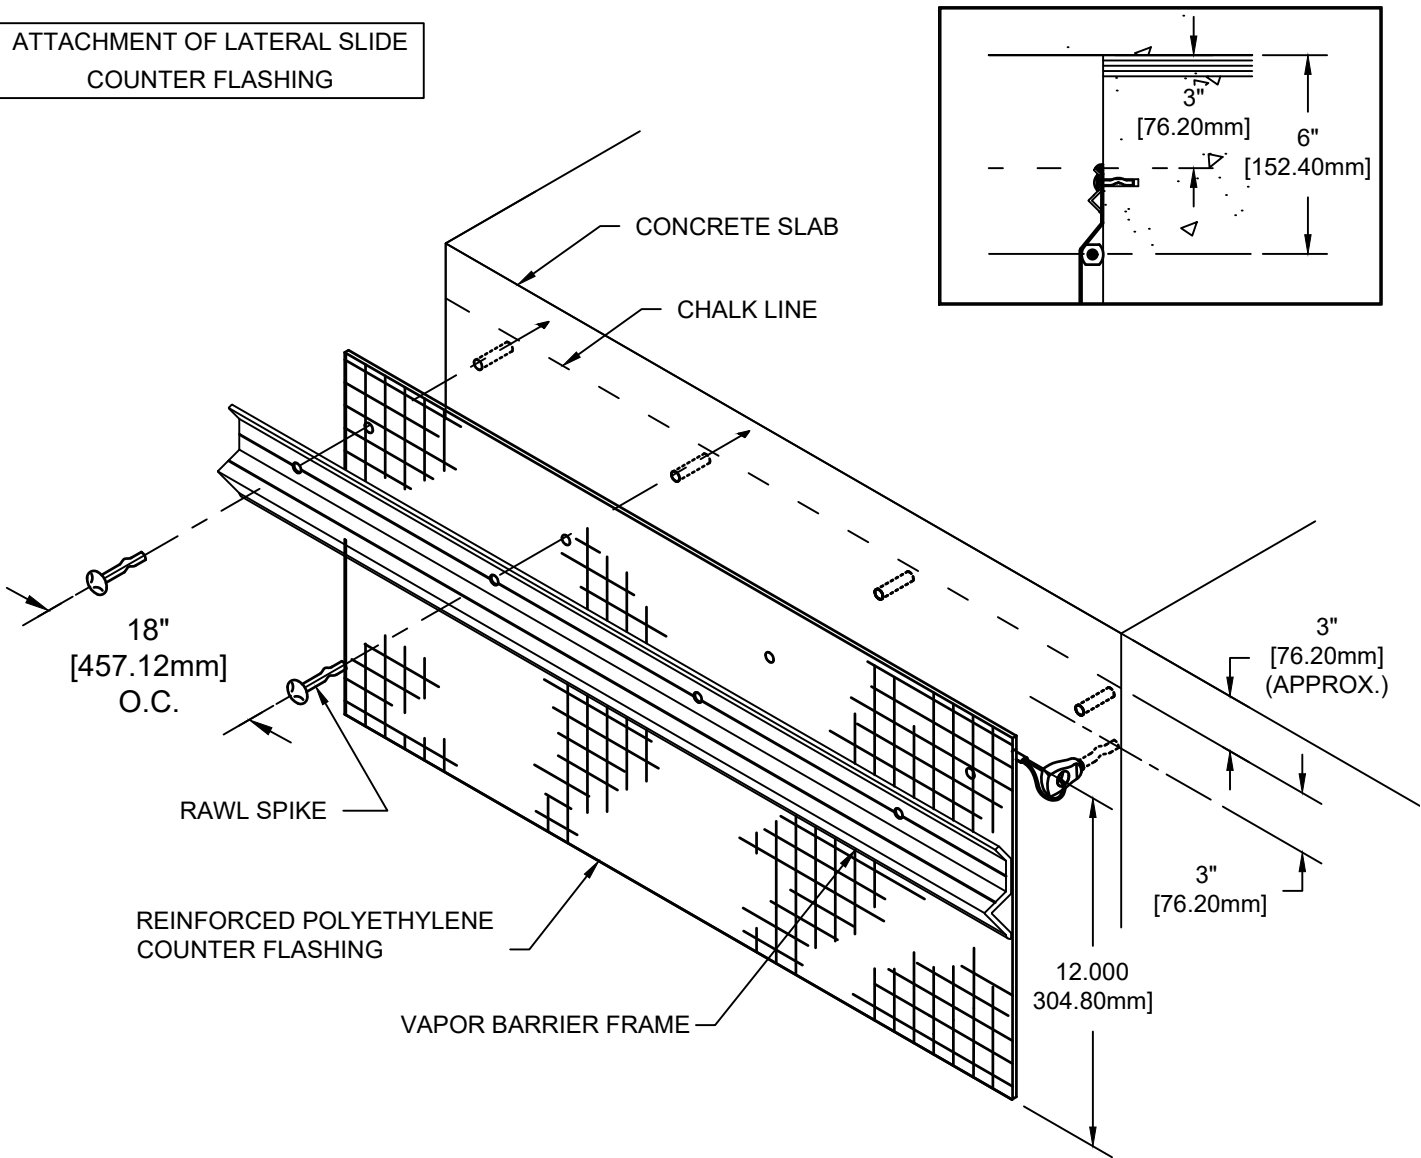 ATTACHMENT OF LATERAL SLIDE
COUNTER FLASHING
3"
[76.20mm]
6"
[152.40mm]
CONCRETE SLAB
CHALK LINE
18"
[457.12mm]
O.C.
3"
[76.20mm]
(APPROX.)
RAWL SPIKE
3"
[76.20mm]
REINFORCED POLYETHYLENE
COUNTER FLASHING
12.000
304.80mm]
VAPOR BARRIER FRAME